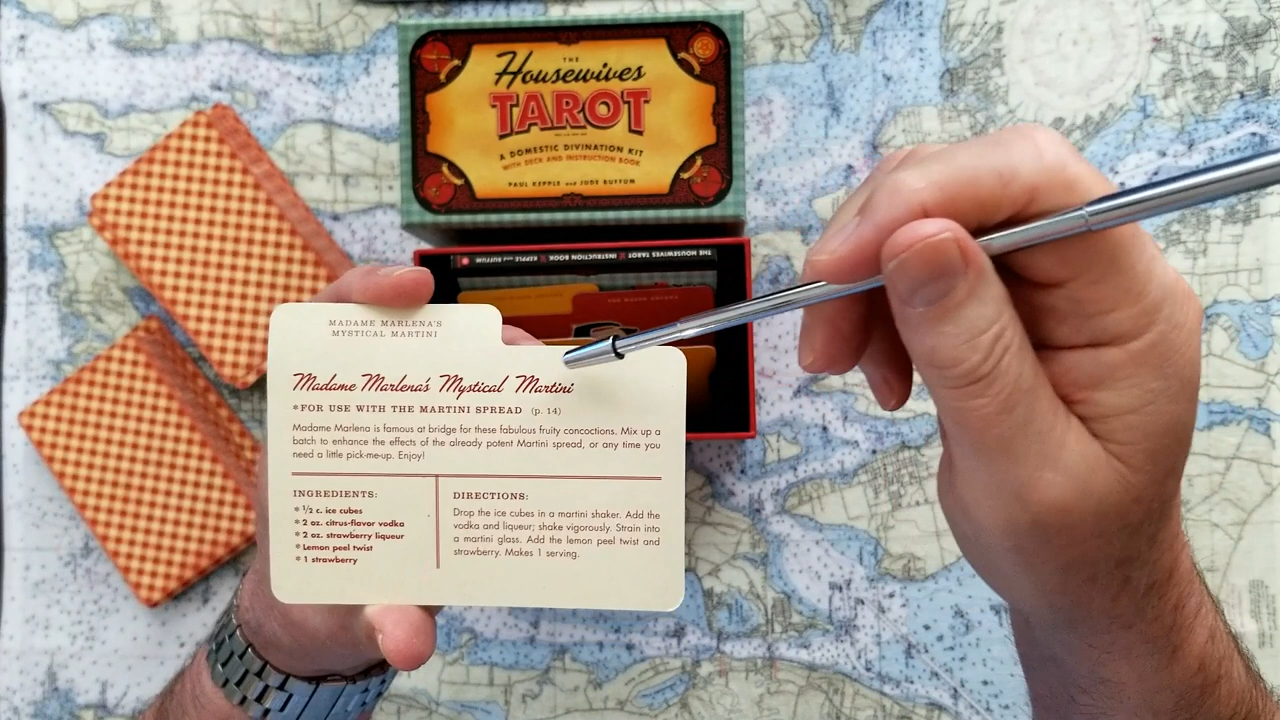 THE
Housewives
TAROT
A DOMESTIC DIVINATION KIT
WITH DECK AND INSTRUCTION BOOK
PAUL KEPPLE and JUDE BUFFUM
THE HOUSEWIVES TAROT INSTRUCTION BOOK KEPPLE AND BUFFUM
THE MAJOR ARCANA
MADAME MARLENA'S
MYSTICAL MARTINI
Madame Marlena's Mystical Martini
*FOR USE WITH THE MARTINI SPREAD (p. 14)
Madame Marlena is famous at bridge for these fabulous fruity concoctions. Mix up a
batch to enhance the effects of the already potent Martini spread, or any time you
need a little pick-me-up. Enjoy!
INGREDIENTS:
* 1/2 c. ice cubes
* 2 oz. citrus-flavor vodka
* 2 oz. strawberry liqueur
* Lemon peel twist
* 1 strawberry
DIRECTIONS:
Drop the ice cubes in a martini shaker. Add the
vodka and liqueur; shake vigorously. Strain into
a martini glass. Add the lemon peel twist and
strawberry. Makes 1 serving.